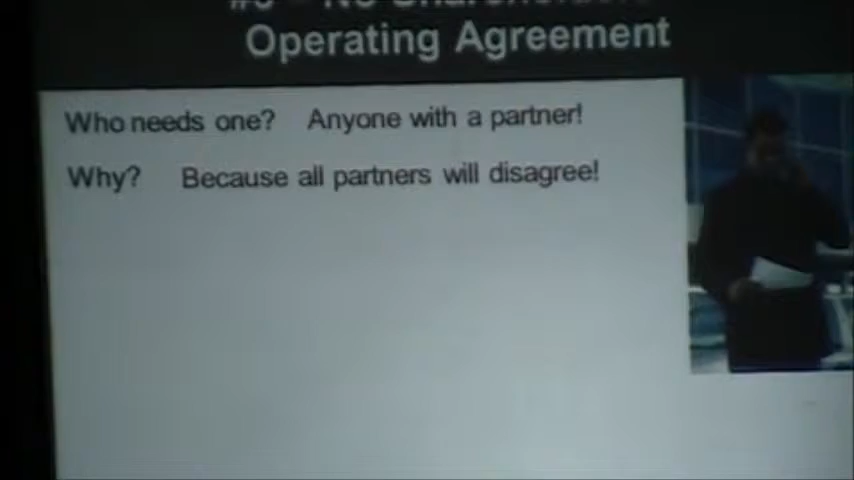 Operating Agreement
Who needs one? Anyone with a partner!
Why? Because all partners will disagree!